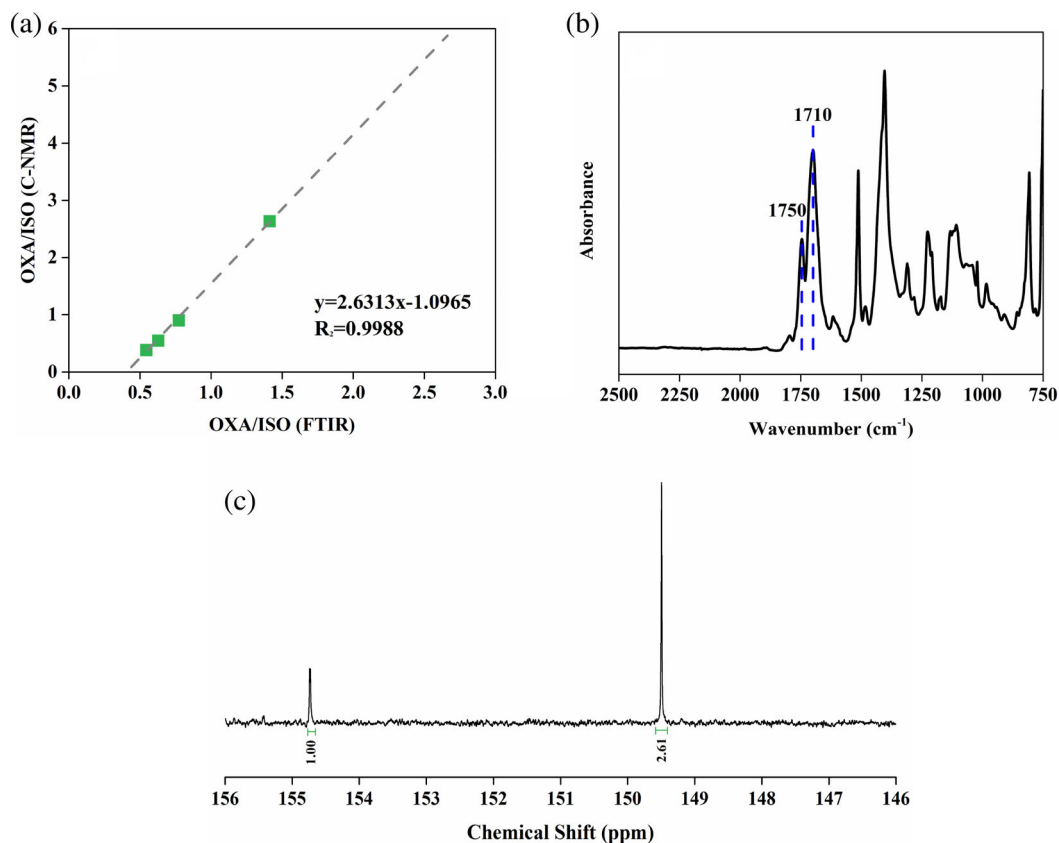 (a)
6
5
4
3
2
1
0
OXA/ISO (C-NMR)
y=2.6313x-1.0965
R₂=0.9988
0.0 0.5 1.0 1.5 2.0 2.5 3.0
OXA/ISO (FTIR)
(b)
1710
1750
Absorbance
2500 2250 2000 1750 1500 1250 1000 750
Wavenumber (cm⁻¹)
(c)
1.00
2.61
156 155 154 153 152 151 150 149 148 147 146
Chemical Shift (ppm)